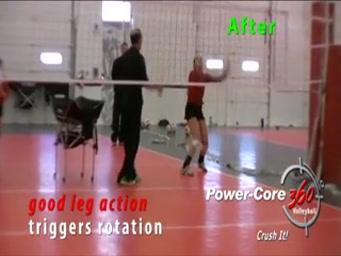 After
good leg action
triggers rotation
Power-Core 360
Volleyball
Crush It!